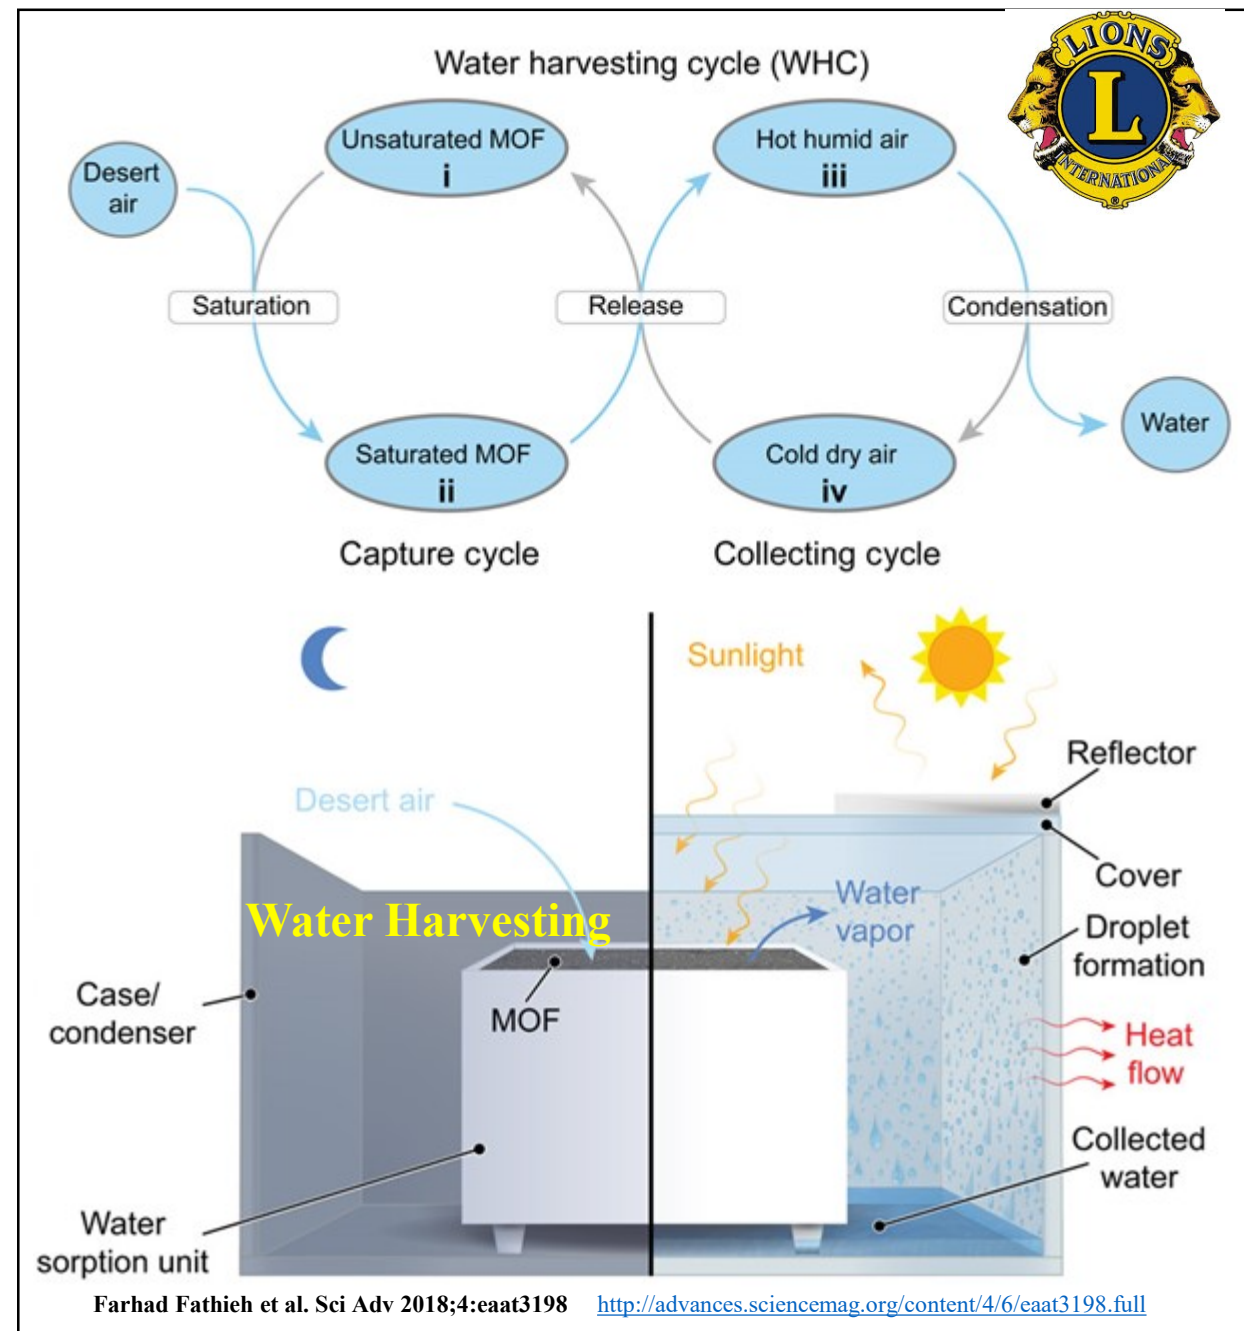 Water harvesting cycle (WHC)
LIONS
L
INTERNATIONAL
®
Desert
air
Unsaturated MOF
i
Hot humid air
iii
Saturation
Release
Condensation
Saturated MOF
ii
Cold dry air
iv
Water
Capture cycle
Collecting cycle
Sunlight
Reflector
Desert air
Cover
Water
vapor
Water Harvesting
Droplet
formation
Case/
condenser
MOF
Heat
flow
Collected
water
Water
sorption unit
Farhad Fathieh et al. Sci Adv 2018;4:eaat3198 http://advances.sciencemag.org/content/4/6/eaat3198.full